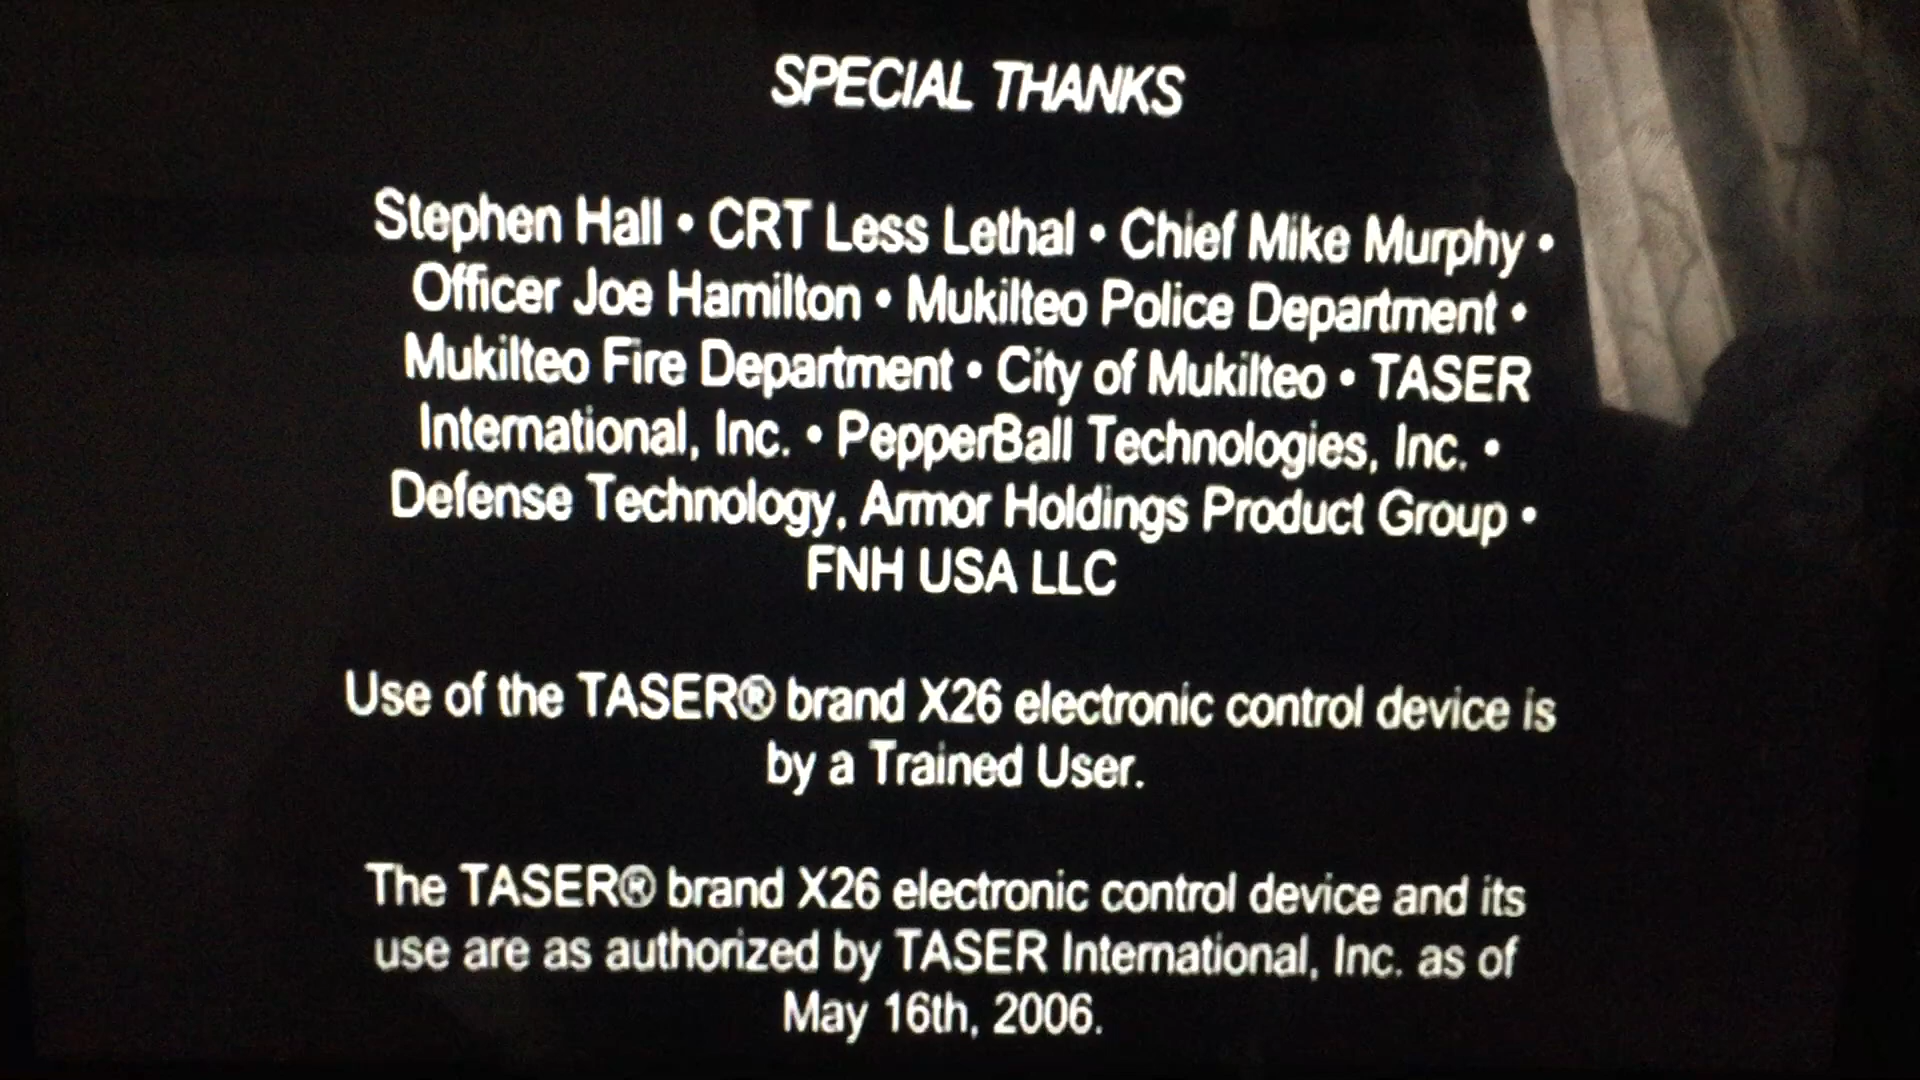 SPECIAL THANKS
Stephen Hall • CRT Less Lethal • Chief Mike Murphy •
Officer Joe Hamilton • Mukilteo Police Department •
Mukilteo Fire Department • City of Mukilteo • TASER
International, Inc. • PepperBall Technologies, Inc. •
Defense Technology, Armor Holdings Product Group •
FNH USA LLC
Use of the TASER® brand X26 electronic control device is
by a Trained User.
The TASER® brand X26 electronic control device and its
use are as authorized by TASER International, Inc. as of
May 16th, 2006.